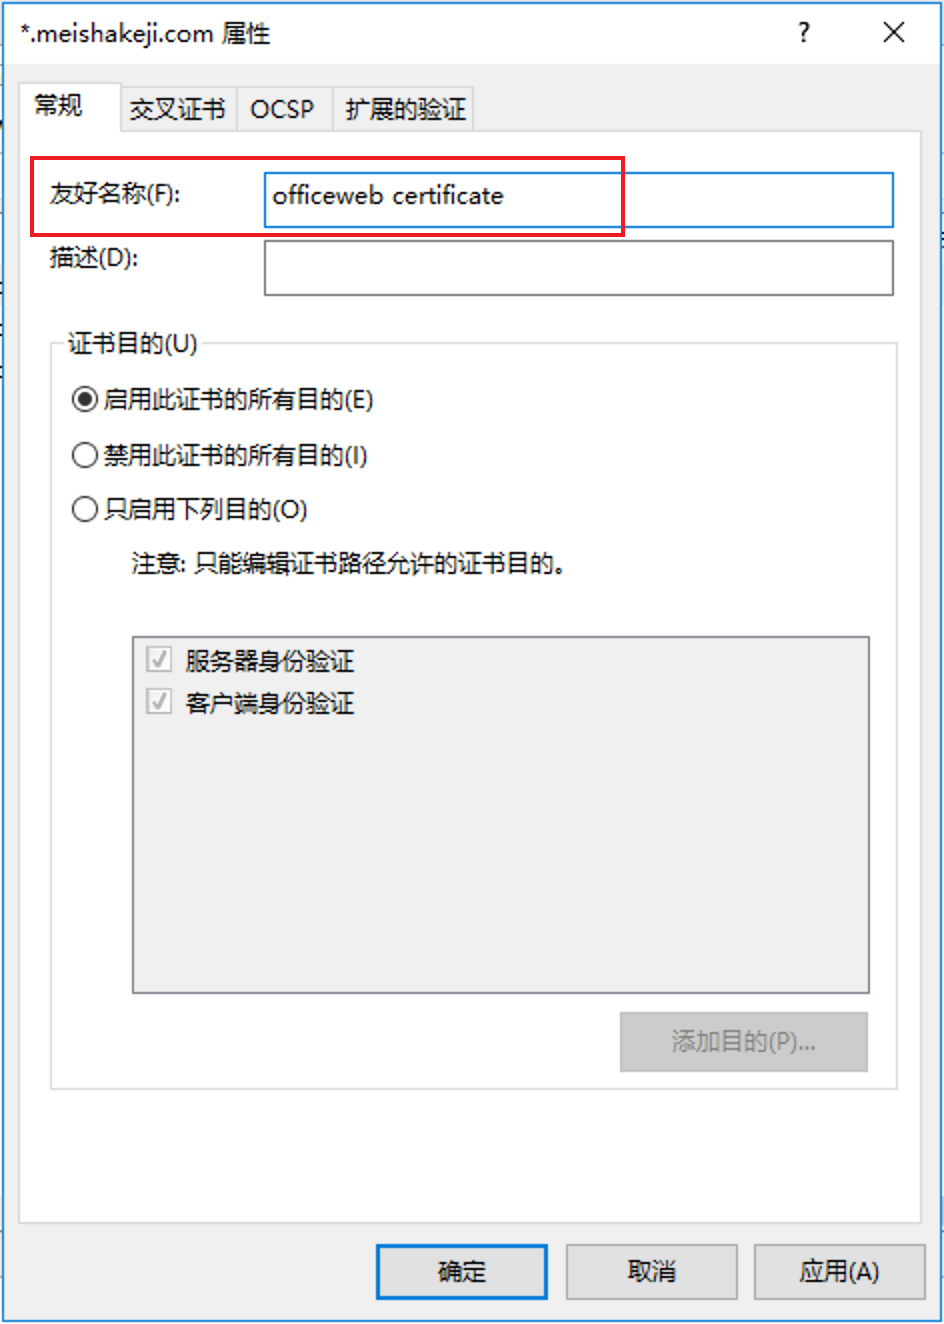 *.meishakeji.com 属性
?
常规 交叉证书 OCSP 扩展的验证
友好名称(F): officeweb certificate
描述(D):
证书目的(U)
启用此证书的所有目的(E)
禁用此证书的所有目的(I)
只启用下列目的(O)
注意: 只能编辑证书路径允许的证书目的。
服务器身份验证
客户端身份验证
添加目的(P)...
确定 取消 应用(A)